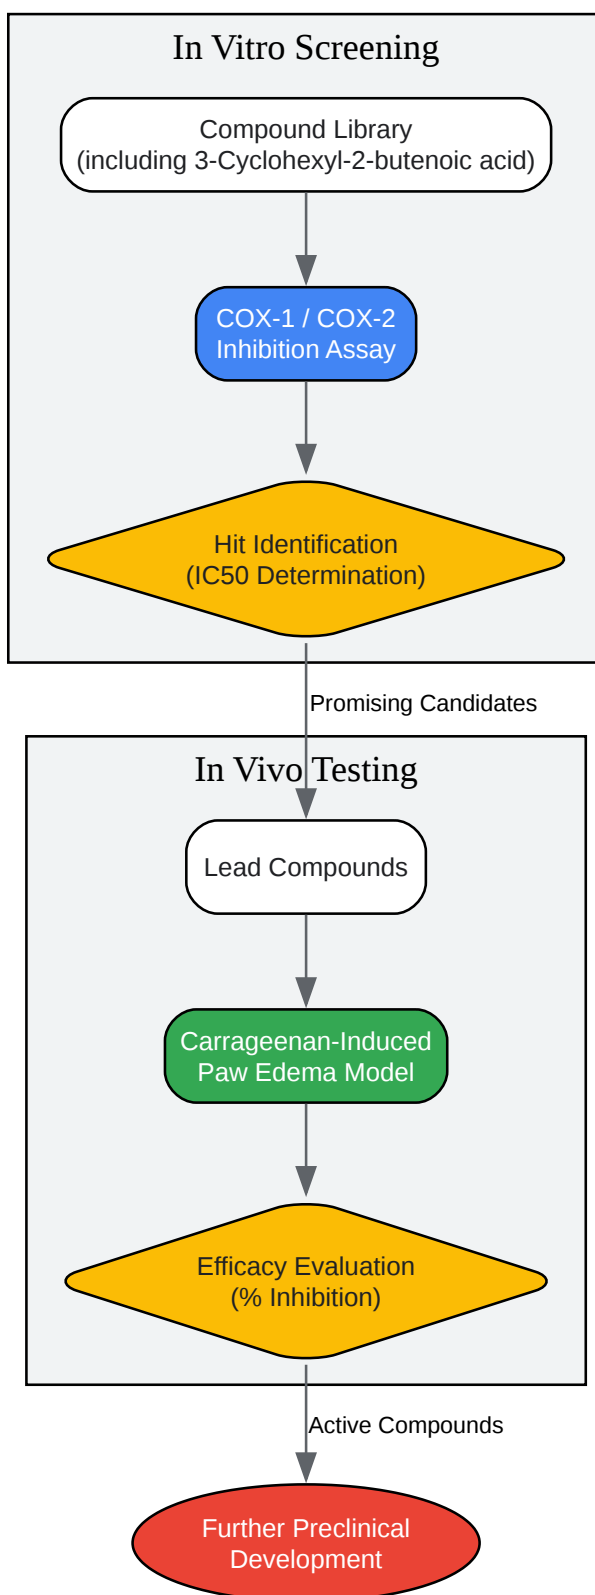 In Vitro Screening
Compound Library
(including 3-Cyclohexyl-2-butenoic acid)
COX-1 / COX-2
Inhibition Assay
Hit Identification
(IC50 Determination)
Promising Candidates
In Vivo Testing
Lead Compounds
Carrageenan-Induced
Paw Edema Model
Efficacy Evaluation
(% Inhibition)
Active Compounds
Further Preclinical
Development